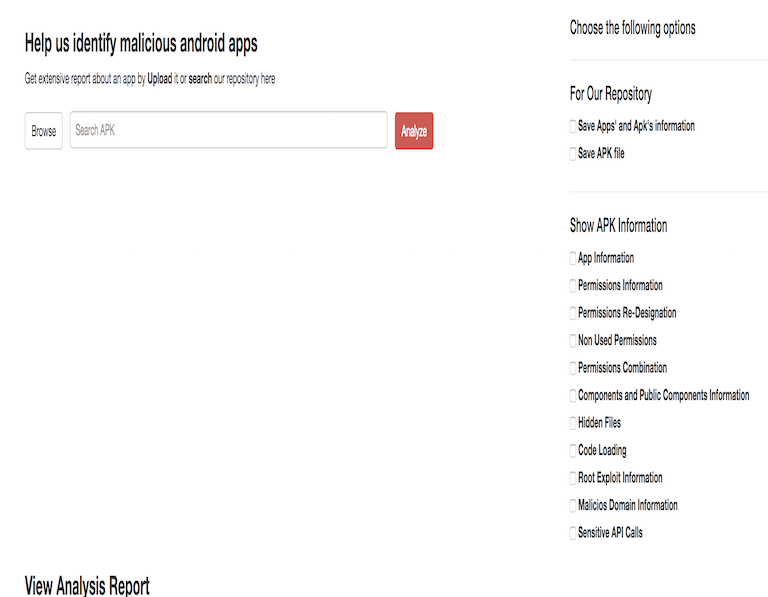 Help us identify malicious android apps
Get extensive report about an app by Upload it or search our repository here
Browse
Search APK
Analyze
Choose the following options
For Our Repository
Save Apps' and Apk's information
Save APK file
Show APK Information
App Information
Permissions Information
Permissions Re-Designation
Non Used Permissions
Permissions Combination
Components and Public Components Information
Hidden Files
Code Loading
Root Exploit Information
Malicios Domain Information
Sensitive API Calls
View Analysis Report